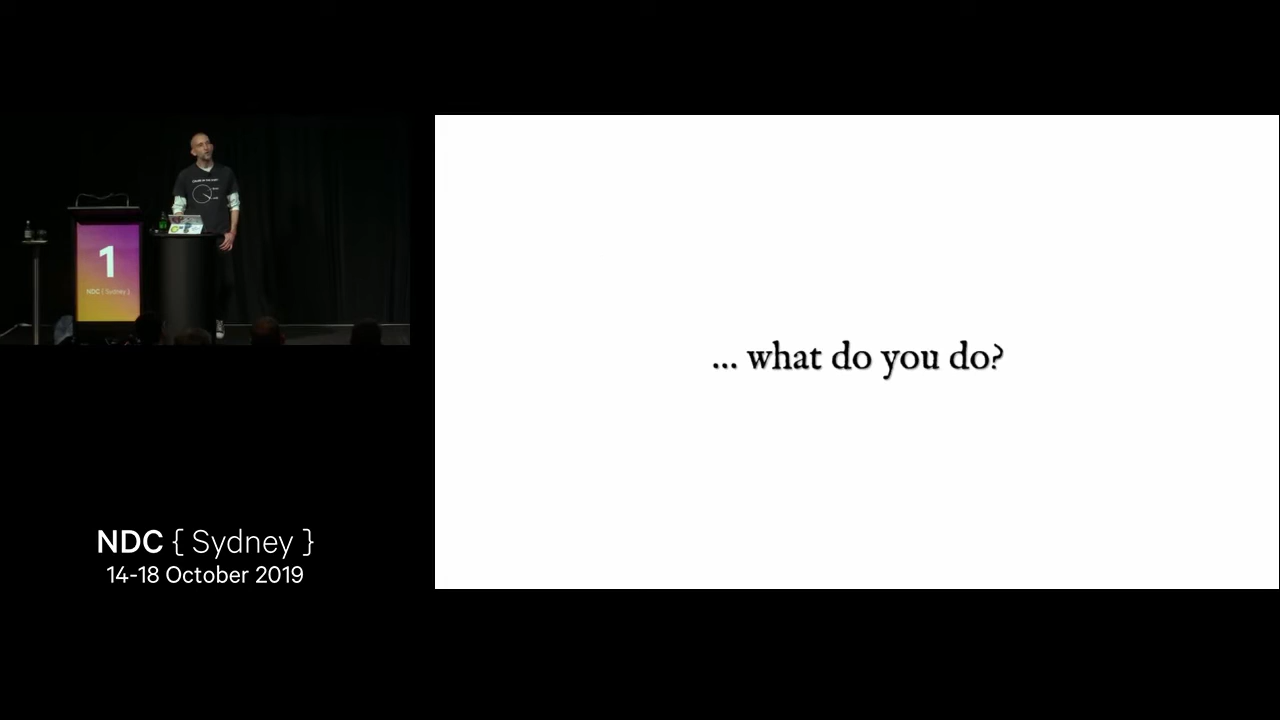 1
NDC { Sydney }
... what do you do?
NDC { Sydney }
14-18 October 2019